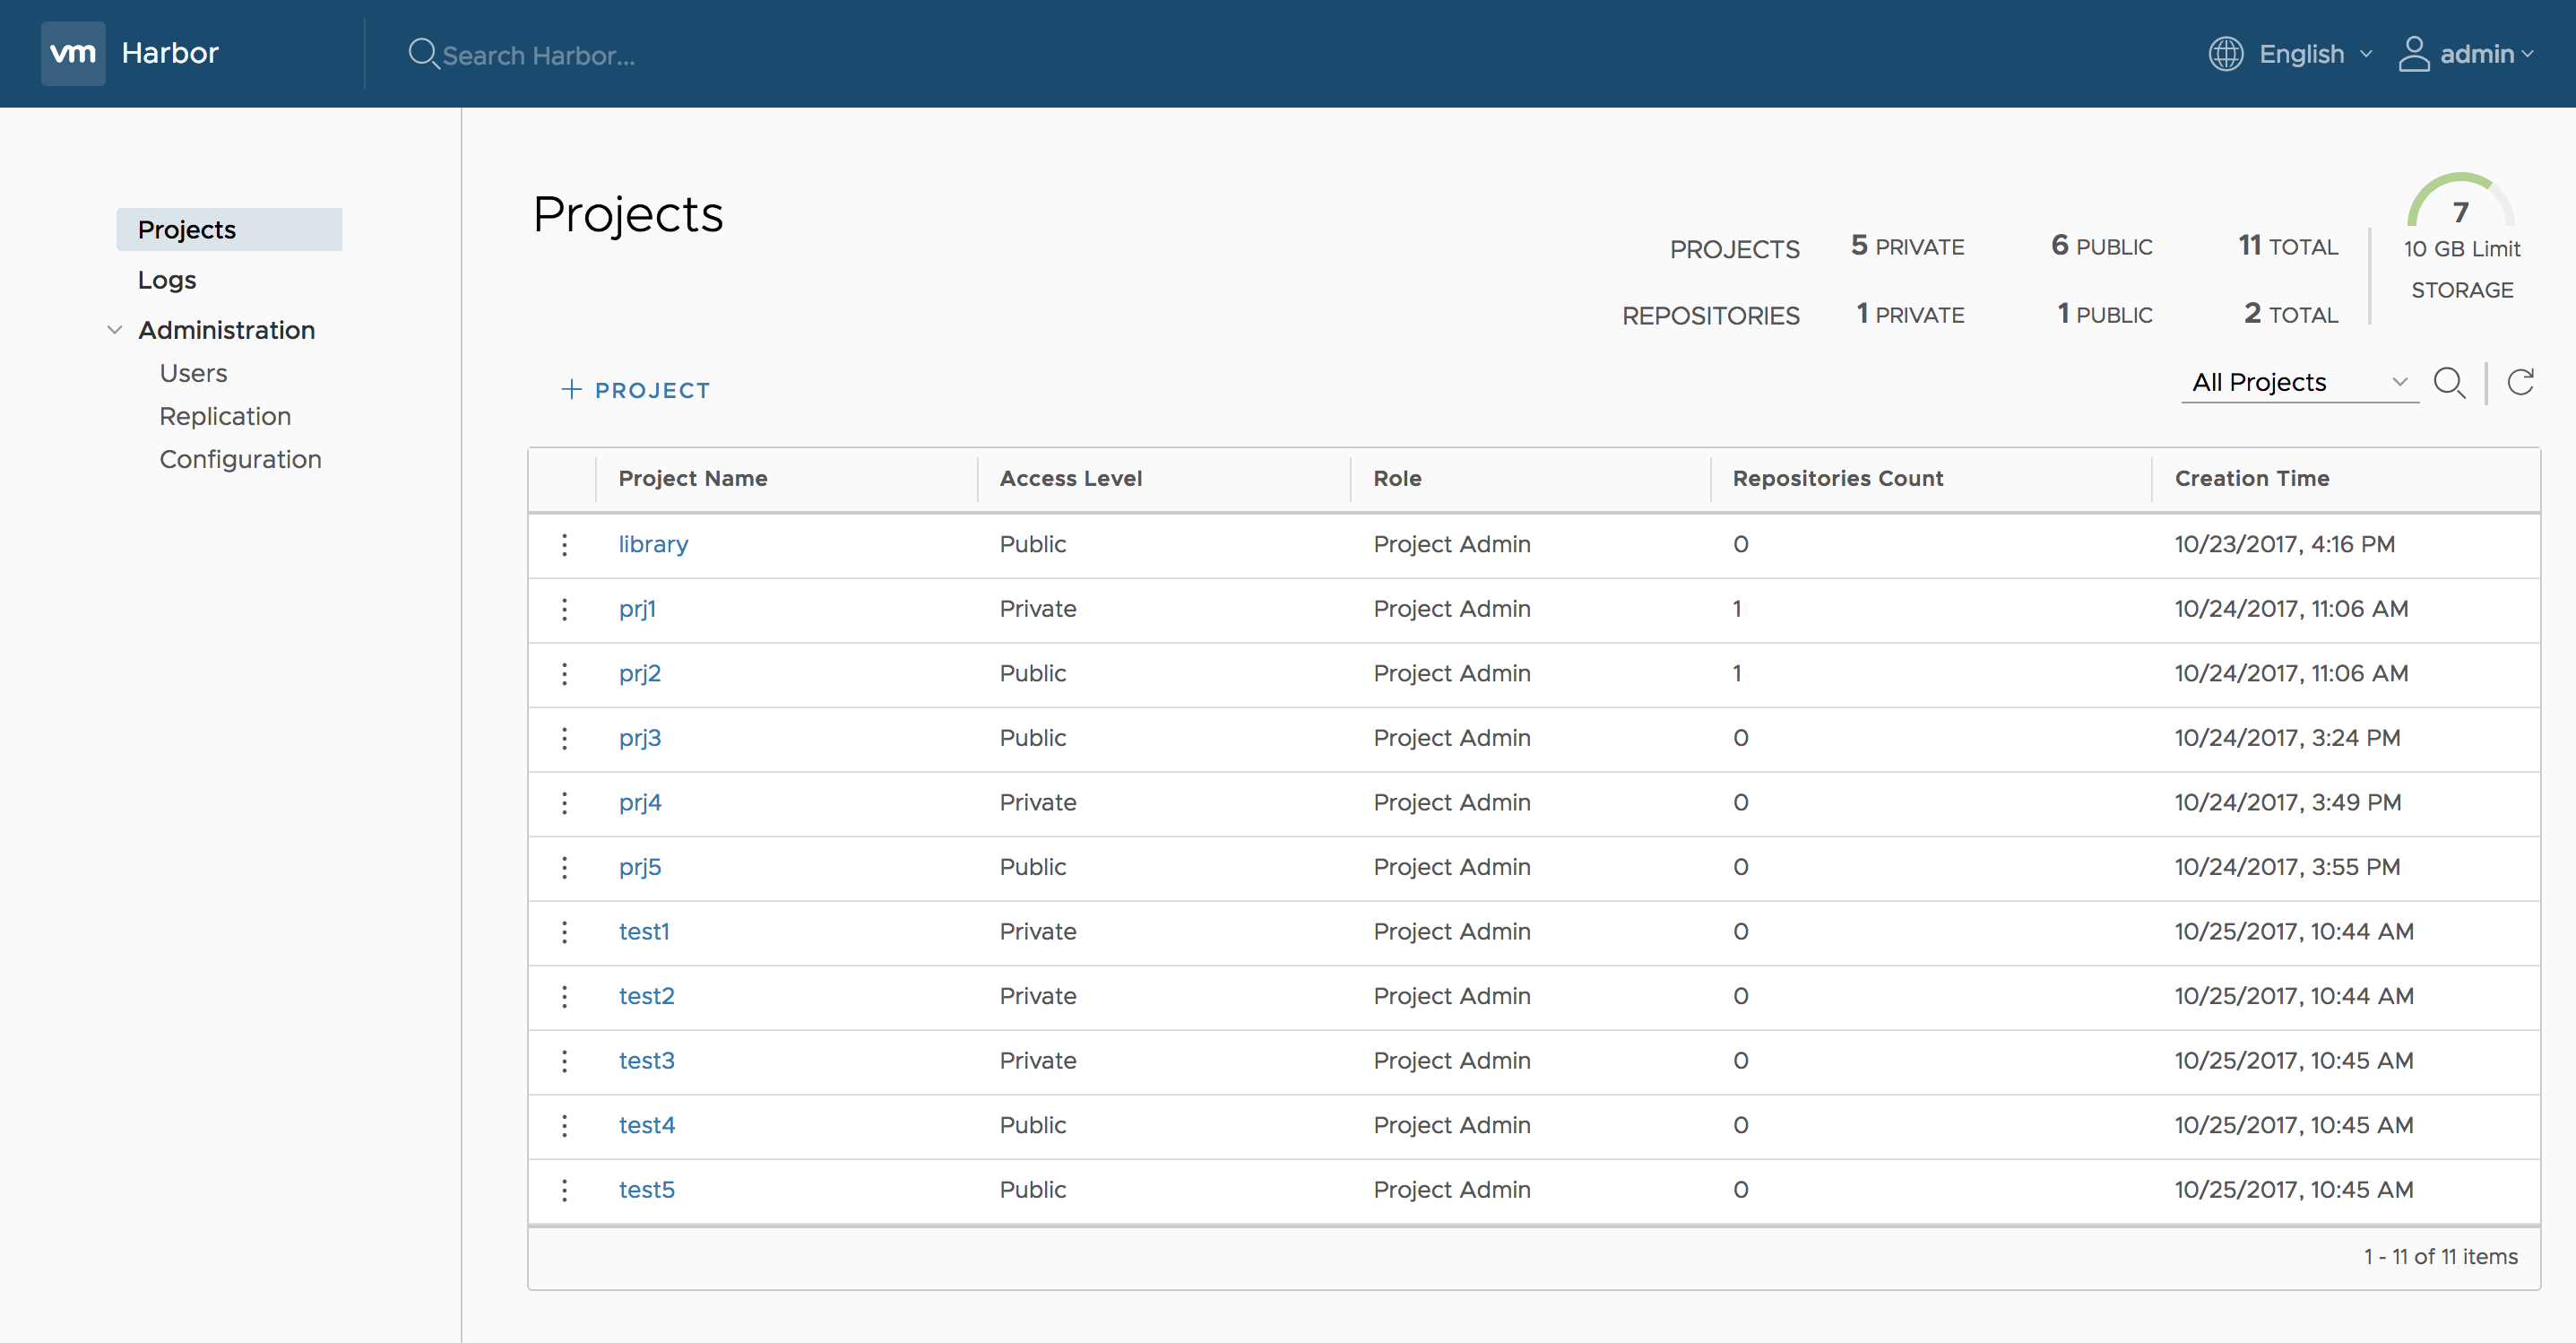 vm Harbor Search Harbor... English admin
Projects
Logs
Administration
Users
Replication
Configuration
Projects
PROJECTS 5 PRIVATE 6 PUBLIC 11 TOTAL
REPOSITORIES 1 PRIVATE 1 PUBLIC 2 TOTAL
7
10 GB Limit
STORAGE
+ PROJECT
All Projects
Project Name Access Level Role Repositories Count Creation Time
library Public Project Admin 0 10/23/2017, 4:16 PM
prj1 Private Project Admin 1 10/24/2017, 11:06 AM
prj2 Public Project Admin 1 10/24/2017, 11:06 AM
prj3 Public Project Admin 0 10/24/2017, 3:24 PM
prj4 Private Project Admin 0 10/24/2017, 3:49 PM
prj5 Public Project Admin 0 10/24/2017, 3:55 PM
test1 Private Project Admin 0 10/25/2017, 10:44 AM
test2 Private Project Admin 0 10/25/2017, 10:44 AM
test3 Private Project Admin 0 10/25/2017, 10:45 AM
test4 Public Project Admin 0 10/25/2017, 10:45 AM
test5 Public Project Admin 0 10/25/2017, 10:45 AM
1 - 11 of 11 items